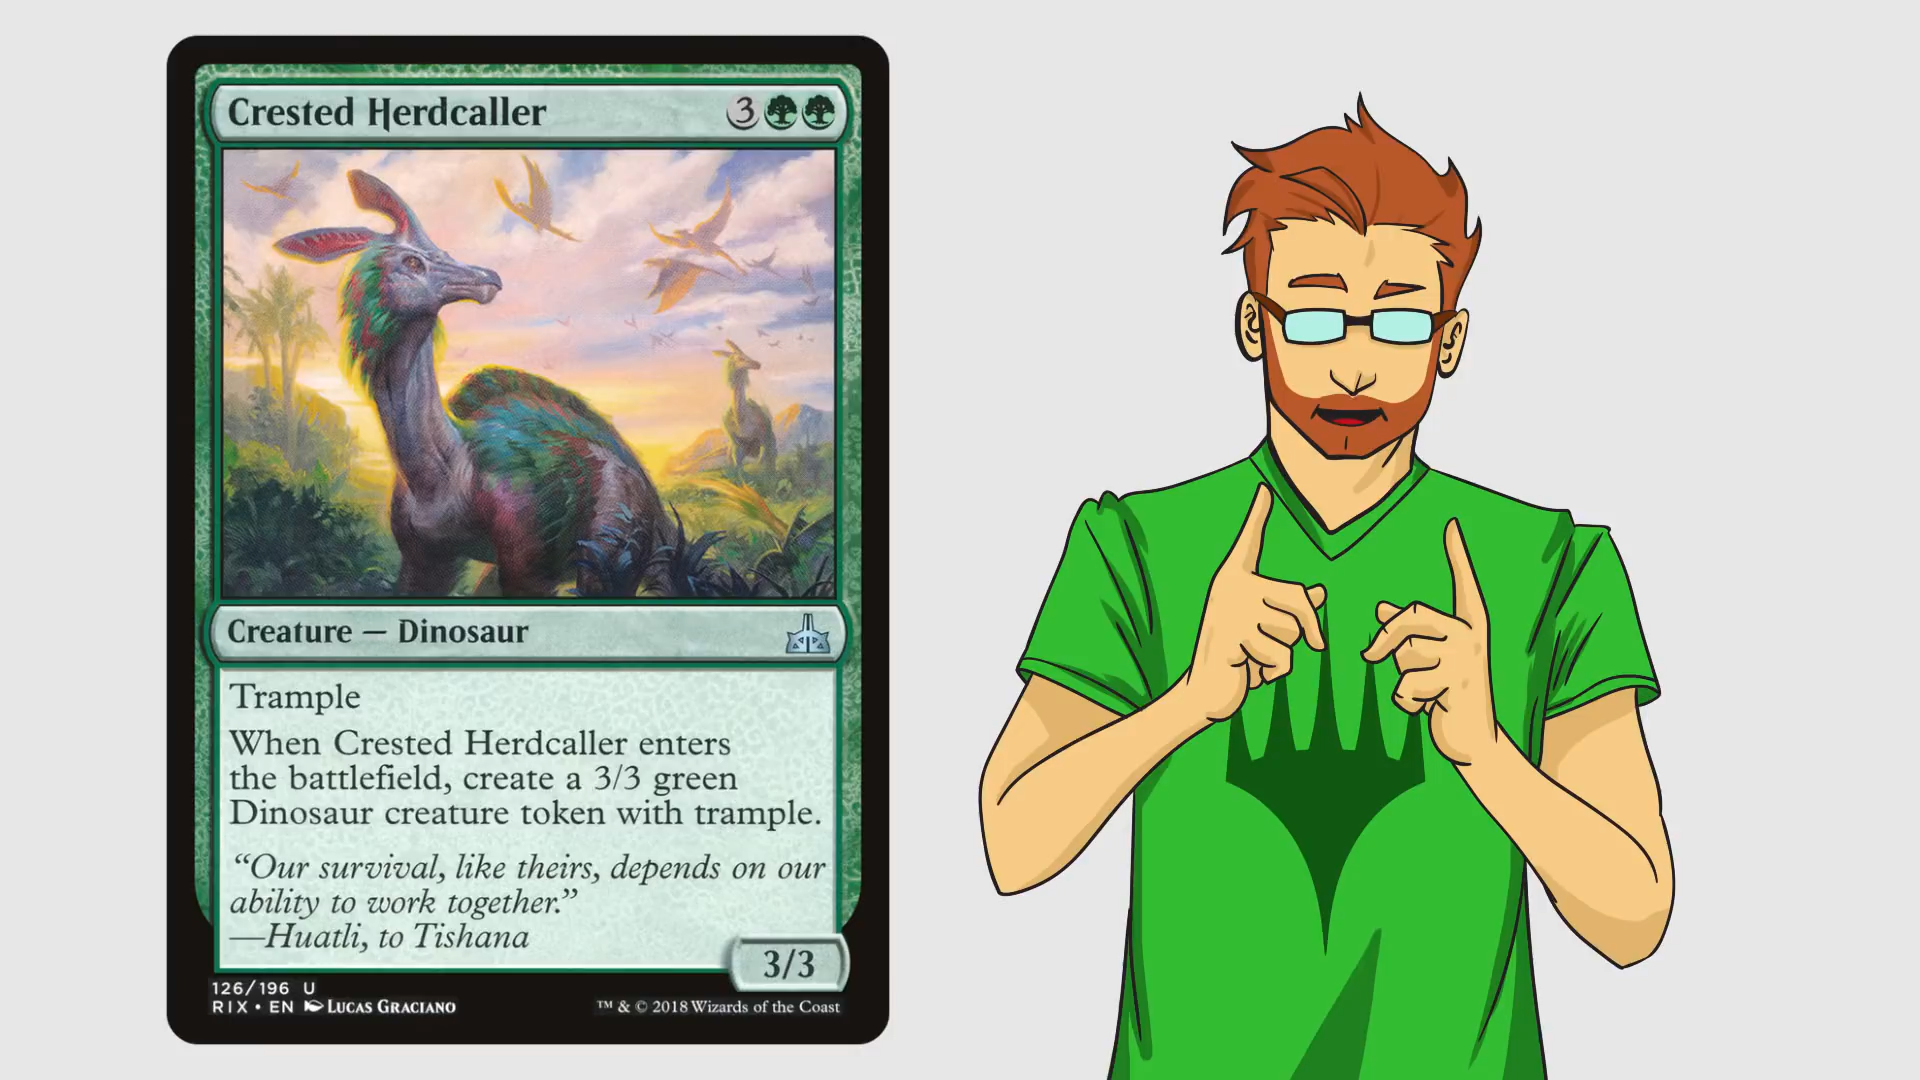 Crested Herdcaller 3
Creature — Dinosaur
Trample
When Crested Herdcaller enters
the battlefield, create a 3/3 green
Dinosaur creature token with trample.
“Our survival, like theirs, depends on our
ability to work together.”
—Huatli, to Tishana
3/3
126/196 U
RIX • EN Lucas Graciano
™ & © 2018 Wizards of the Coast